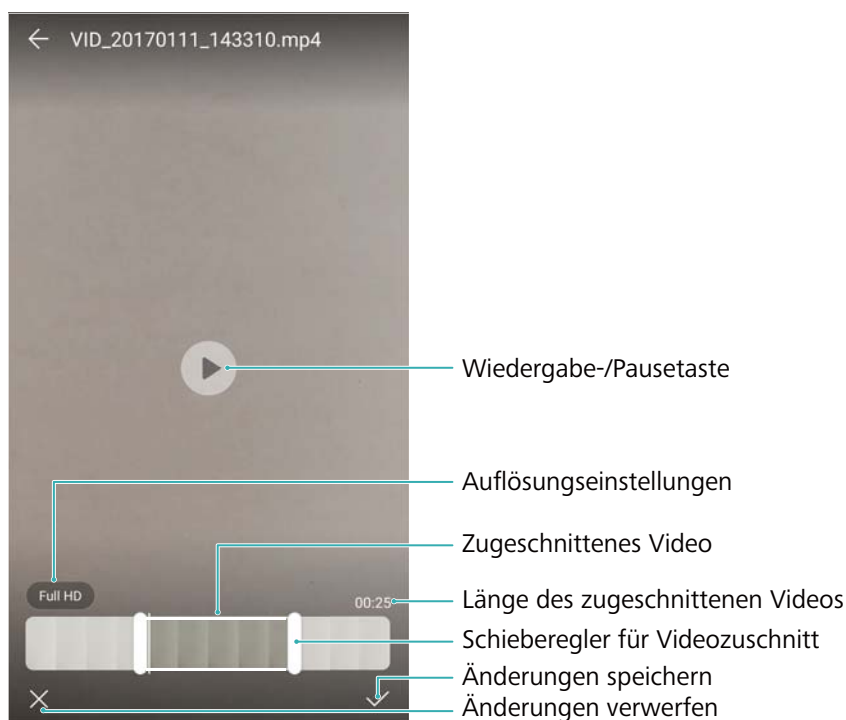 VID_20170111_143310.mp4
Wiedergabe-/Pausetaste
Auflösungseinstellungen
Zugeschnittenes Video
Full HD
00:25
Länge des zugeschnittenen Videos
Schieberegler für Videozuschnitt
Änderungen speichern
Änderungen verwerfen